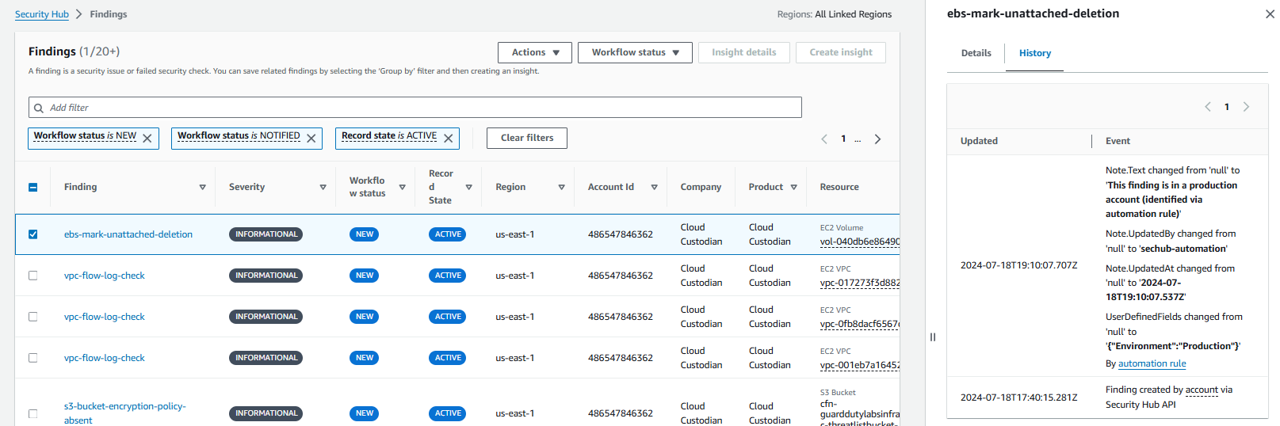 Security Hub > Findings
Regions: All Linked Regions
Findings (1/20+)
Actions
Workflow status
Insight details
Create insight
A finding is a security issue or failed security check. You can save related findings by selecting the 'Group by' filter and then creating an insight.
Add filter
Workflow status is NEW
Workflow status is NOTIFIED
Record state is ACTIVE
Clear filters
1 ...
Finding
Severity
Workflo
w status
Recor
d
State
Region
Account Id
Company
Product
Resource
ebs-mark-unattached-deletion
INFORMATIONAL
NEW
ACTIVE
us-east-1
486547846362
Cloud
Custodian
Cloud
Custodian
EC2 Volume
vol-040db6e86490
vpc-flow-log-check
INFORMATIONAL
NEW
ACTIVE
us-east-1
486547846362
Cloud
Custodian
Cloud
Custodian
EC2 VPC
vpc-017273f3d882
vpc-flow-log-check
INFORMATIONAL
NEW
ACTIVE
us-east-1
486547846362
Cloud
Custodian
Cloud
Custodian
EC2 VPC
vpc-0fb8dacf6567
vpc-flow-log-check
INFORMATIONAL
NEW
ACTIVE
us-east-1
486547846362
Cloud
Custodian
Cloud
Custodian
EC2 VPC
vpc-001eb7a16452
s3-bucket-encryption-policy-
absent
INFORMATIONAL
NEW
ACTIVE
us-east-1
486547846362
Cloud
Custodian
Cloud
Custodian
S3 Bucket
cfn-
guarddutylabsinfra
s-threatlistbucket-
ebs-mark-unattached-deletion
Details
History
1
Updated
Event
2024-07-18T19:10:07.707Z
Note.Text changed from 'null' to
'This finding is in a production
account (identified via
automation rule)'
Note.UpdatedBy changed from
'null' to 'sechub-automation'
Note.UpdatedAt changed from
'null' to '2024-07-
18T19:10:07.537Z'
UserDefinedFields changed from
'null' to
'{"Environment":"Production"}'
By automation rule
2024-07-18T17:40:15.281Z
Finding created by account via
Security Hub API